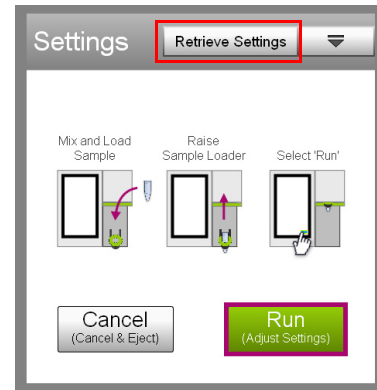 Settings
Retrieve Settings
Mix and Load
Sample
Raise
Sample Loader
Select 'Run'
Cancel
(Cancel & Eject)
Run
(Adjust Settings)